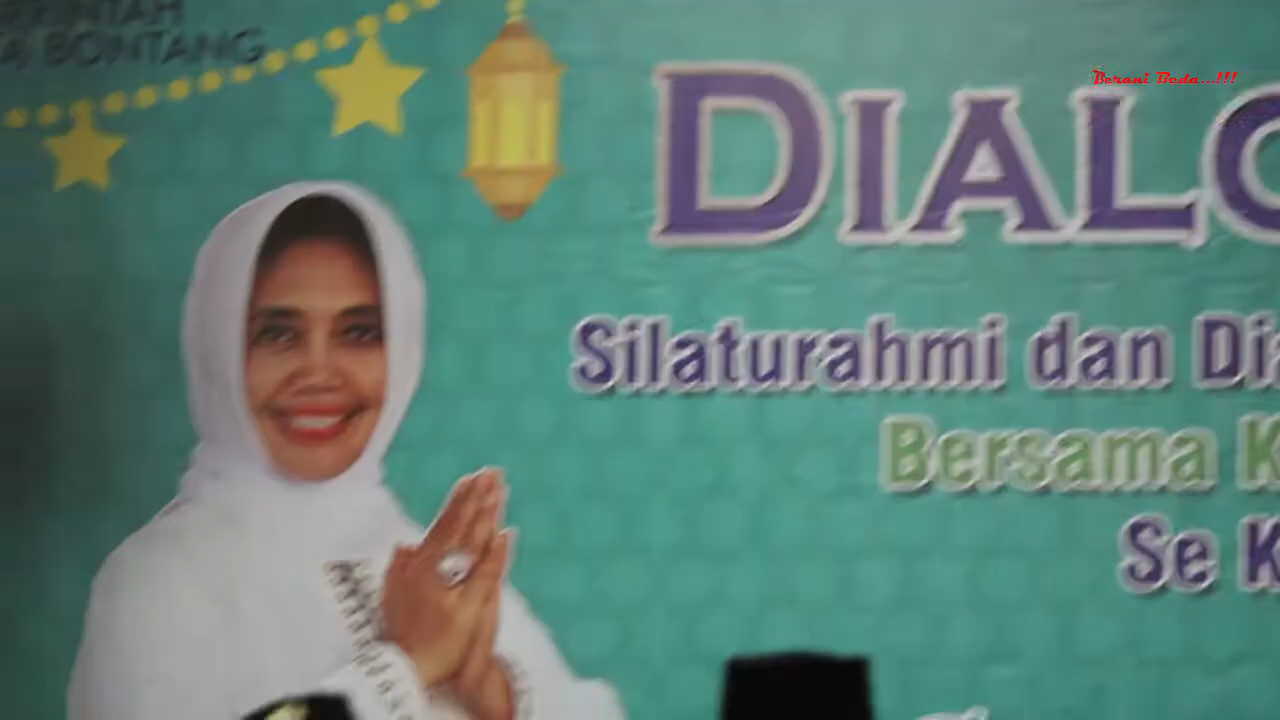 BONTANG
Berani Beda...!!!
DIALO
Silaturahmi dan Di
Bersama K
Se K